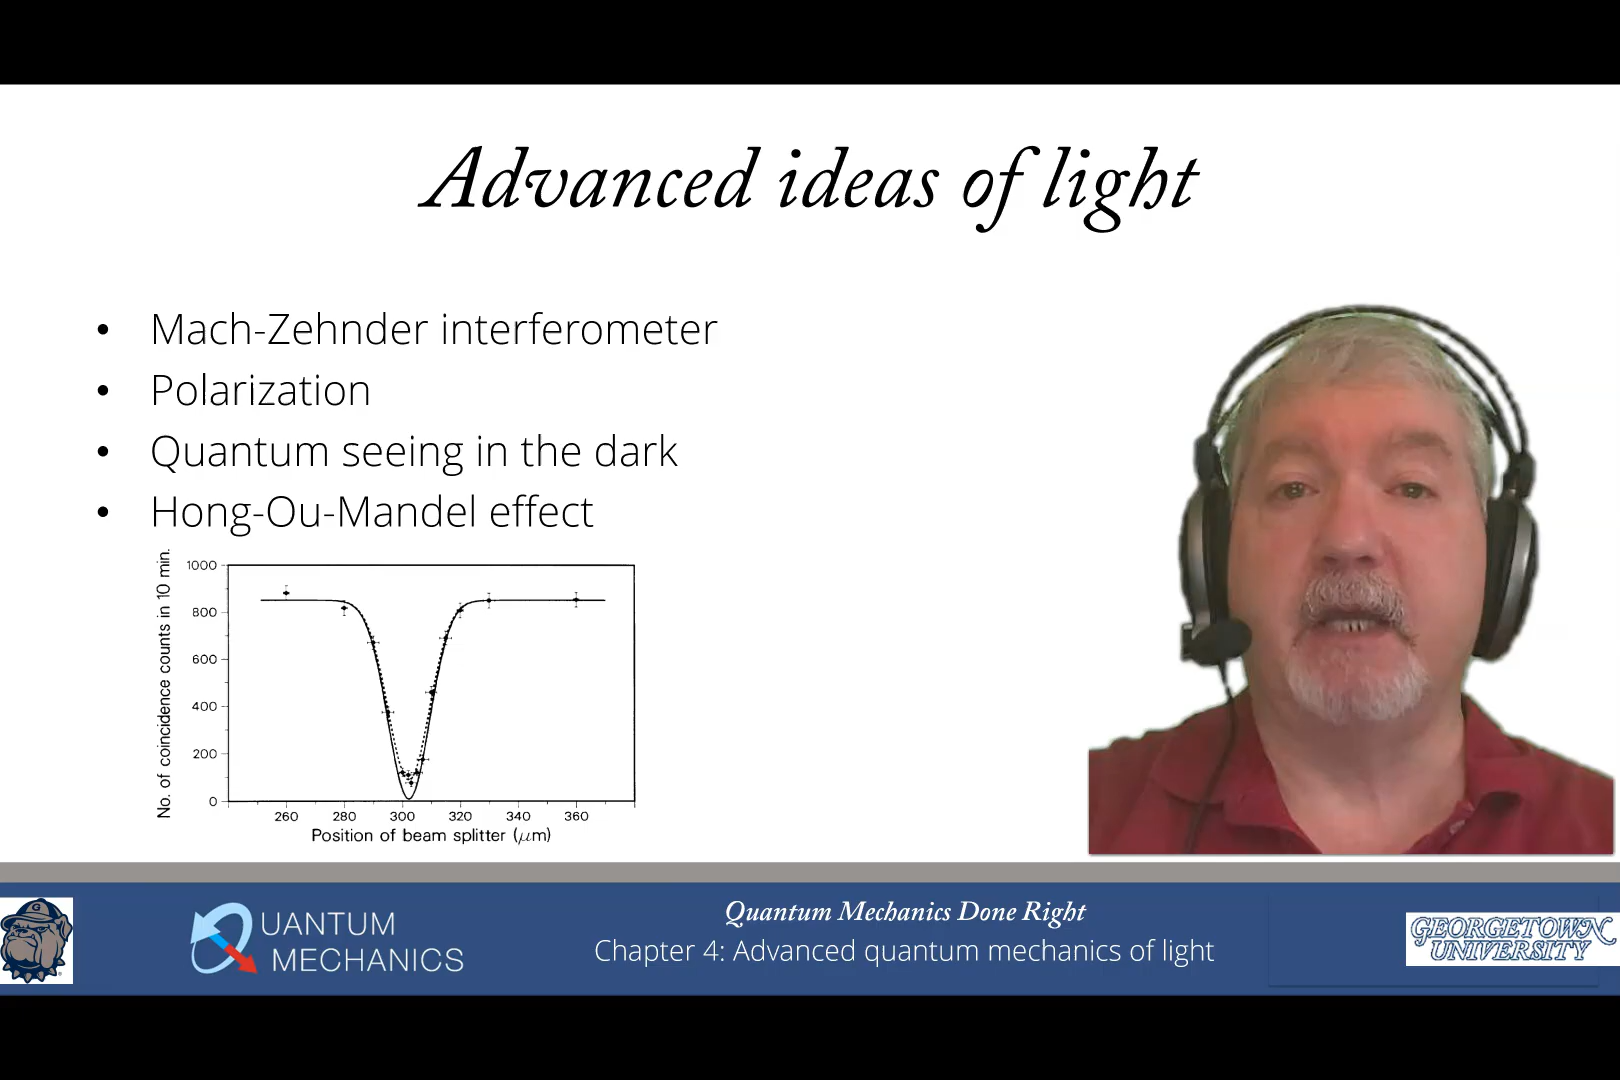 Advanced ideas of light
• Mach-Zehnder interferometer
• Polarization
• Quantum seeing in the dark
• Hong-Ou-Mandel effect
No. of coincidence counts in 10 min.
1000
800
600
400
200
0
260 280 300 320 340 360
Position of beam splitter (μm)
G
QUANTUM
MECHANICS
Quantum Mechanics Done Right
Chapter 4: Advanced quantum mechanics of light
GEORGETOWN
UNIVERSITY